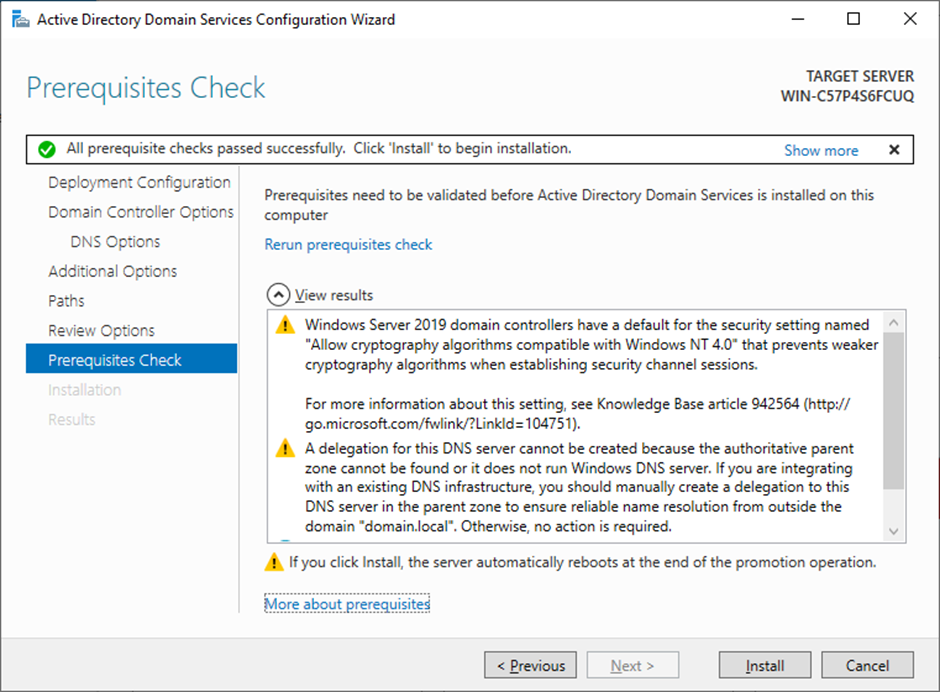 Active Directory Domain Services Configuration Wizard
Prerequisites Check
TARGET SERVER
WIN-C57P4S6FCUQ
All prerequisite checks passed successfully.  Click 'Install' to begin installation.
Show more
Deployment Configuration
Domain Controller Options
DNS Options
Additional Options
Paths
Review Options
Prerequisites Check
Installation
Results
Prerequisites need to be validated before Active Directory Domain Services is installed on this
computer
Rerun prerequisites check
View results
Windows Server 2019 domain controllers have a default for the security setting named
"Allow cryptography algorithms compatible with Windows NT 4.0" that prevents weaker
cryptography algorithms when establishing security channel sessions.
For more information about this setting, see Knowledge Base article 942564 (http://
go.microsoft.com/fwlink/?LinkId=104751).
A delegation for this DNS server cannot be created because the authoritative parent
zone cannot be found or it does not run Windows DNS server. If you are integrating
with an existing DNS infrastructure, you should manually create a delegation to this
DNS server in the parent zone to ensure reliable name resolution from outside the
domain "domain.local". Otherwise, no action is required.
If you click Install, the server automatically reboots at the end of the promotion operation.
More about prerequisites
< Previous
Next >
Install
Cancel